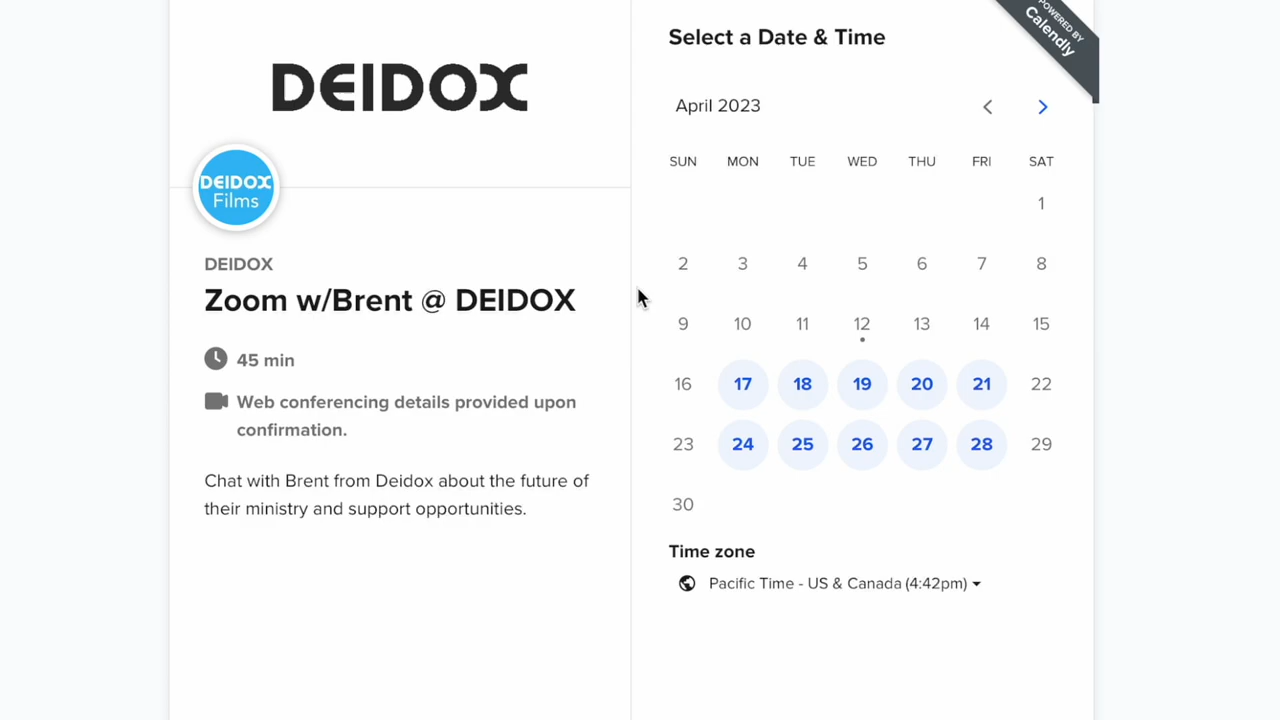 DEIDOX
DEIDOX
Films
DEIDOX
Zoom w/Brent @ DEIDOX
45 min
Web conferencing details provided upon
confirmation.
Chat with Brent from Deidox about the future of
their ministry and support opportunities.
Select a Date & Time
POWERED BY
Calendly
April 2023
SUN MON TUE WED THU FRI SAT
1
2 3 4 5 6 7 8
9 10 11 12 13 14 15
16 17 18 19 20 21 22
23 24 25 26 27 28 29
30
Time zone
Pacific Time - US & Canada (4:42pm)